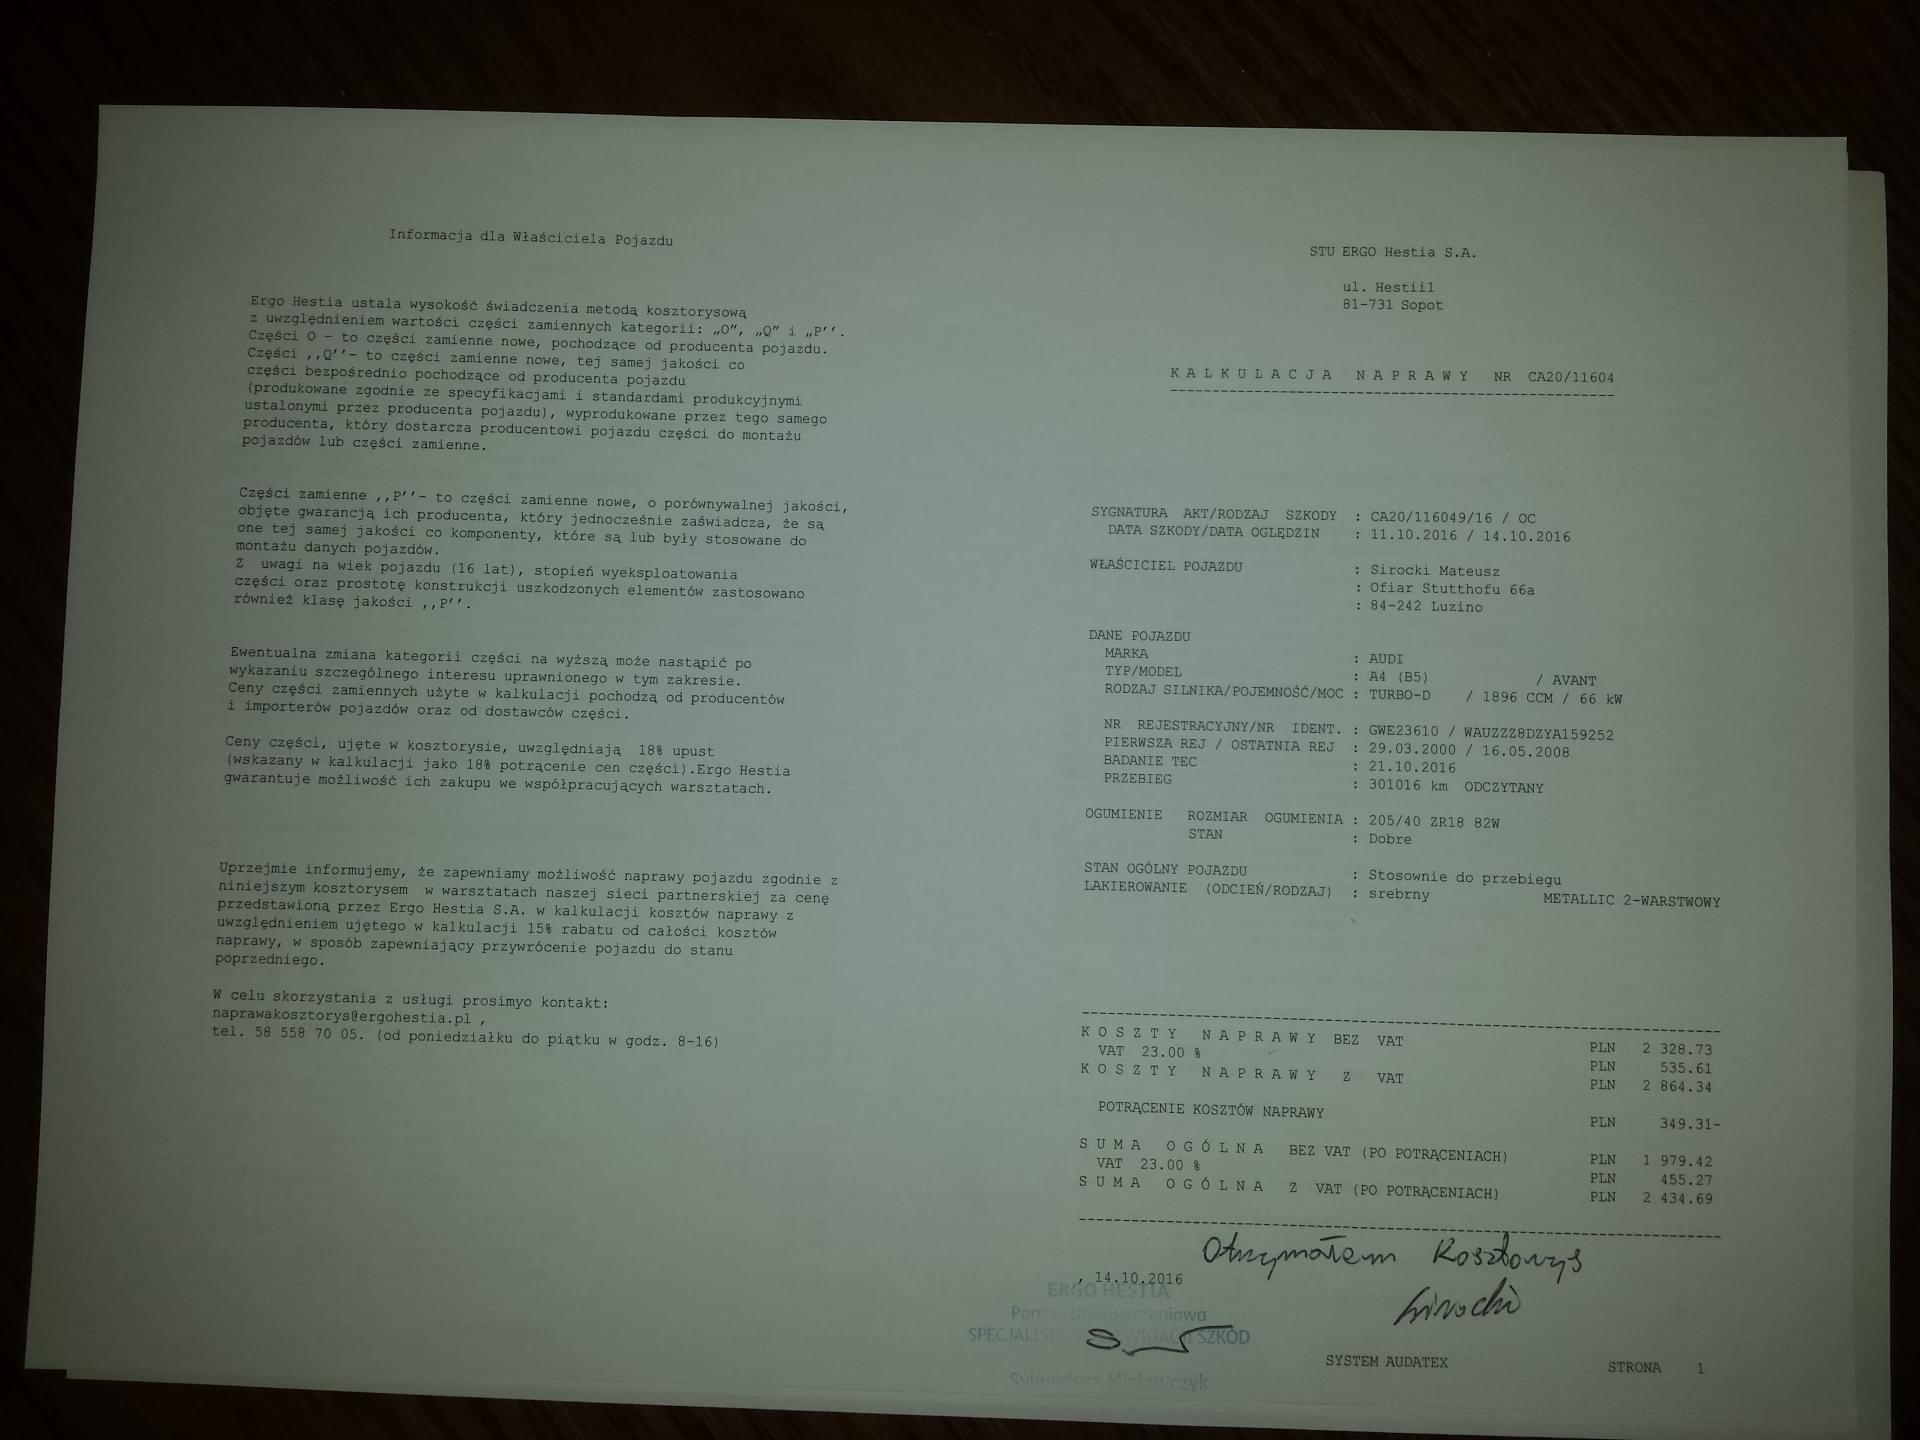 Informacja dla Właściciela Pojazdu
Ergo Hestia ustala wysokość świadczenia metodą kosztorysową
z uwzględnieniem wartości części zamiennych kategorii: „O”, „Q” i „P’’.
Części O - to części zamienne nowe, pochodzące od producenta pojazdu.
Części ,,Q’’- to części zamienne nowe, tej samej jakości co
części bezpośrednio pochodzące od producenta pojazdu
(produkowane zgodnie ze specyfikacjami i standardami produkcyjnymi
ustalonymi przez producenta pojazdu), wyprodukowane przez tego samego
producenta, który dostarcza producentowi pojazdu części do montażu
pojazdów lub części zamienne.
Części zamienne ,,P’’- to części zamienne nowe, o porównywalnej jakości,
objęte gwarancją ich producenta, który jednocześnie zaświadcza, że są
one tej samej jakości co komponenty, które są lub były stosowane do
montażu danych pojazdów.
Z uwagi na wiek pojazdu (16 lat), stopień wyeksploatowania
części oraz prostotę konstrukcji uszkodzonych elementów zastosowano
również klasę jakości ,,P’’.
Ewentualna zmiana kategorii części na wyższą może nastąpić po
wykazaniu szczególnego interesu uprawnionego w tym zakresie.
Ceny części zamiennych użyte w kalkulacji pochodzą od producentów
i importerów pojazdów oraz od dostawców części.
Ceny części, ujęte w kosztorysie, uwzględniają 18% upust
(wskazany w kalkulacji jako 18% potrącenie cen części).Ergo Hestia
gwarantuje możliwość ich zakupu we współpracujących warsztatach.
Uprzejmie informujemy, że zapewniamy możliwość naprawy pojazdu zgodnie z
niniejszym kosztorysem w warsztatach naszej sieci partnerskiej za cenę
przedstawioną przez Ergo Hestia S.A. w kalkulacji kosztów naprawy z
uwzględnieniem ujętego w kalkulacji 15% rabatu od całości kosztów
naprawy, w sposób zapewniający przywrócenie pojazdu do stanu
poprzedniego.
W celu skorzystania z usługi prosimyo kontakt:
naprawakosztorys@ergohestia.pl ,
tel. 58 558 70 05. (od poniedziałku do piątku w godz. 8-16)
STU ERGO Hestia S.A.
ul. Hestii1
81-731 Sopot
K A L K U L A C J A N A P R A W Y NR CA20/11604
SYGNATURA AKT/RODZAJ SZKODY : CA20/116049/16 / OC
DATA SZKODY/DATA OGLĘDZIN : 11.10.2016 / 14.10.2016
WŁAŚCICIEL POJAZDU : Sirocki Mateusz
: Ofiar Stutthofu 66a
: 84-242 Luzino
DANE POJAZDU
MARKA : AUDI
TYP/MODEL : A4 (B5) / AVANT
RODZAJ SILNIKA/POJEMNOŚĆ/MOC : TURBO-D / 1896 CCM / 66 kW
NR REJESTRACYJNY/NR IDENT. : GWE23610 / WAUZZZ8DZYA159252
PIERWSZA REJ / OSTATNIA REJ : 29.03.2000 / 16.05.2008
BADANIE TEC : 21.10.2016
PRZEBIEG : 301016 km ODCZYTANY
OGUMIENIE ROZMIAR OGUMIENIA : 205/40 ZR18 82W
STAN : Dobre
STAN OGÓLNY POJAZDU : Stosownie do przebiegu
LAKIEROWANIE (ODCIEŃ/RODZAJ) : srebrny METALLIC 2-WARSTWOWY
K O S Z T Y N A P R A W Y BEZ VAT PLN 2 328.73
VAT 23.00 % PLN 535.61
K O S Z T Y N A P R A W Y Z VAT PLN 2 864.34
POTRĄCENIE KOSZTÓW NAPRAWY PLN 349.31-
S U M A O G Ó L N A BEZ VAT (PO POTRĄCENIACH) PLN 1 979.42
VAT 23.00 % PLN 455.27
S U M A O G Ó L N A Z VAT (PO POTRĄCENIACH) PLN 2 434.69
Otrzymałem Kosztorys
, 14.10.2016
Sirocki
ERGO HESTIA
SZKÓD
SYSTEM AUDATEX STRONA 1